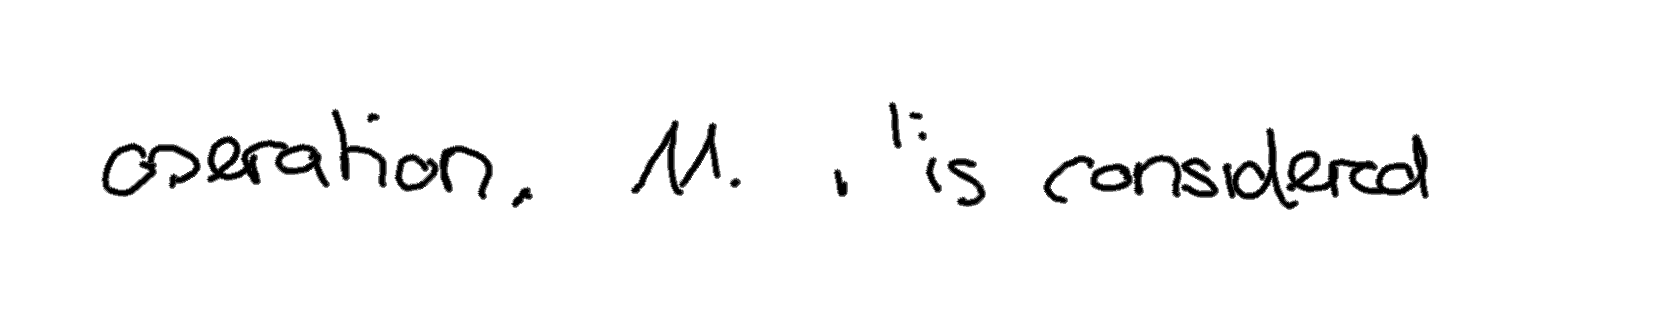 operation. M. , is considered